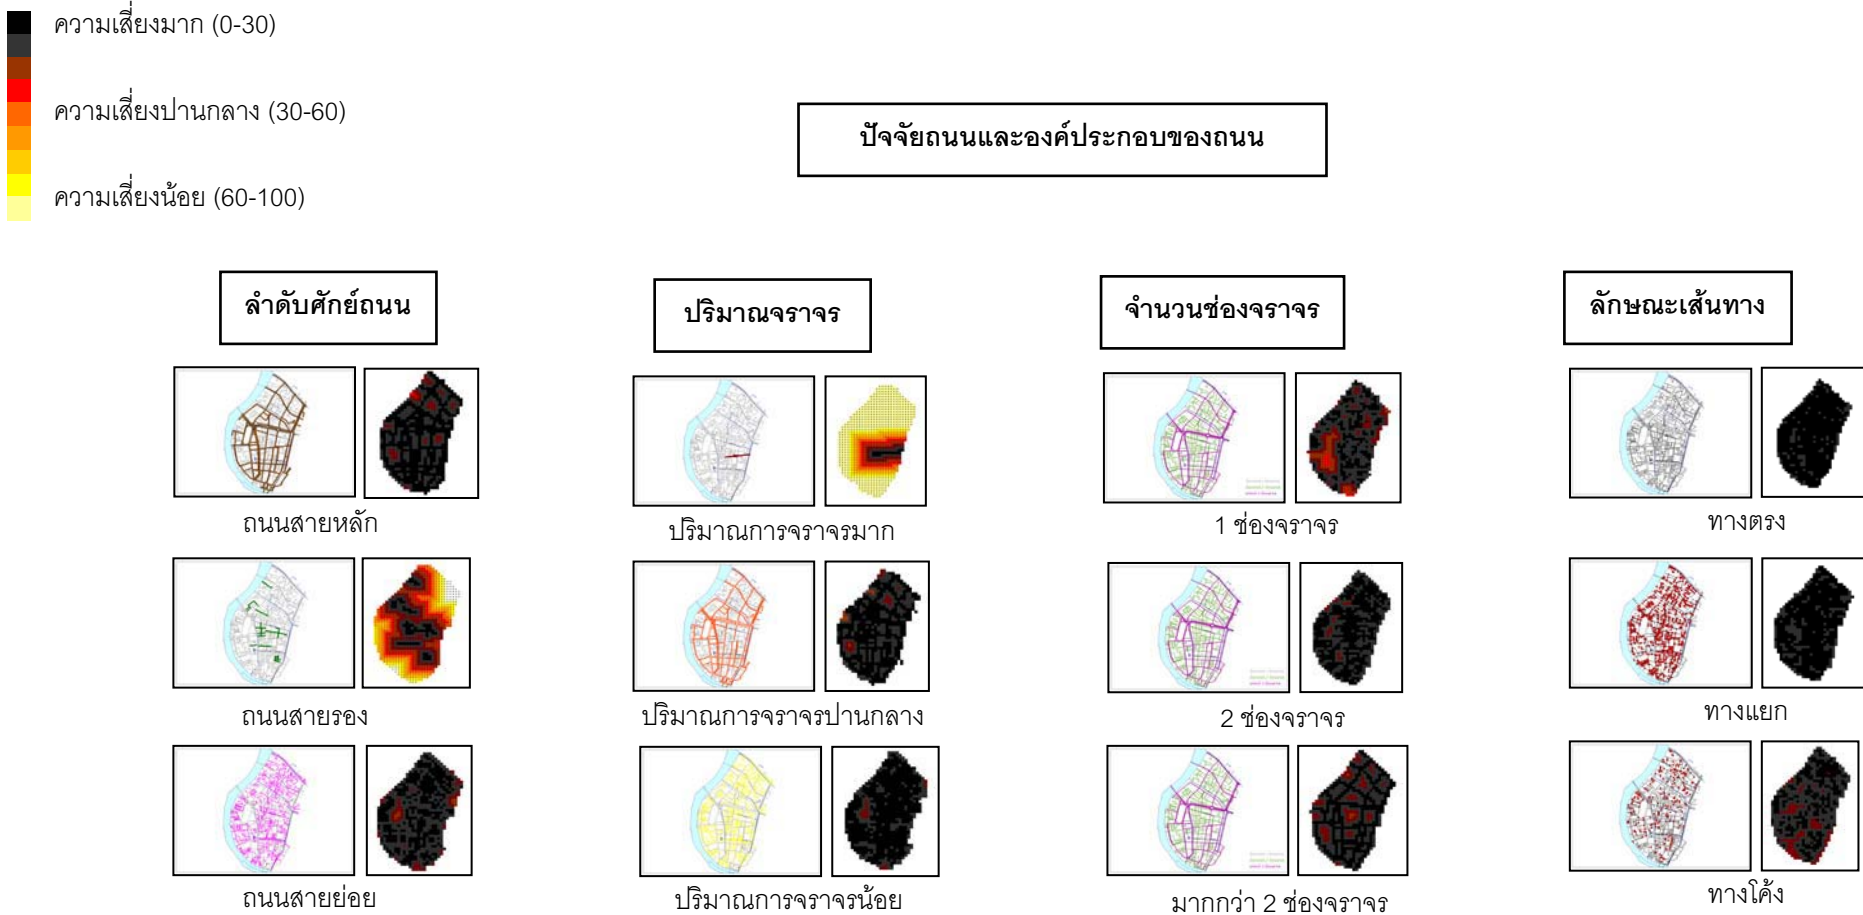 ความเสี่ยงมาก (0-30)
ความเสี่ยงปานกลาง (30-60)
ความเสี่ยงน้อย (60-100)
ปัจจัยถนนและองค์ประกอบของถนน
ลำดับศักย์ถนน
ปริมาณจราจร
จำนวนช่องจราจร
ลักษณะเส้นทาง
ถนนสายหลัก
ปริมาณการจราจรมาก
1 ช่องจราจร
ทางตรง
ถนนสายรอง
ปริมาณการจราจรปานกลาง
2 ช่องจราจร
ทางแยก
ถนนสายย่อย
ปริมาณการจราจรน้อย
มากกว่า 2 ช่องจราจร
ทางโค้ง